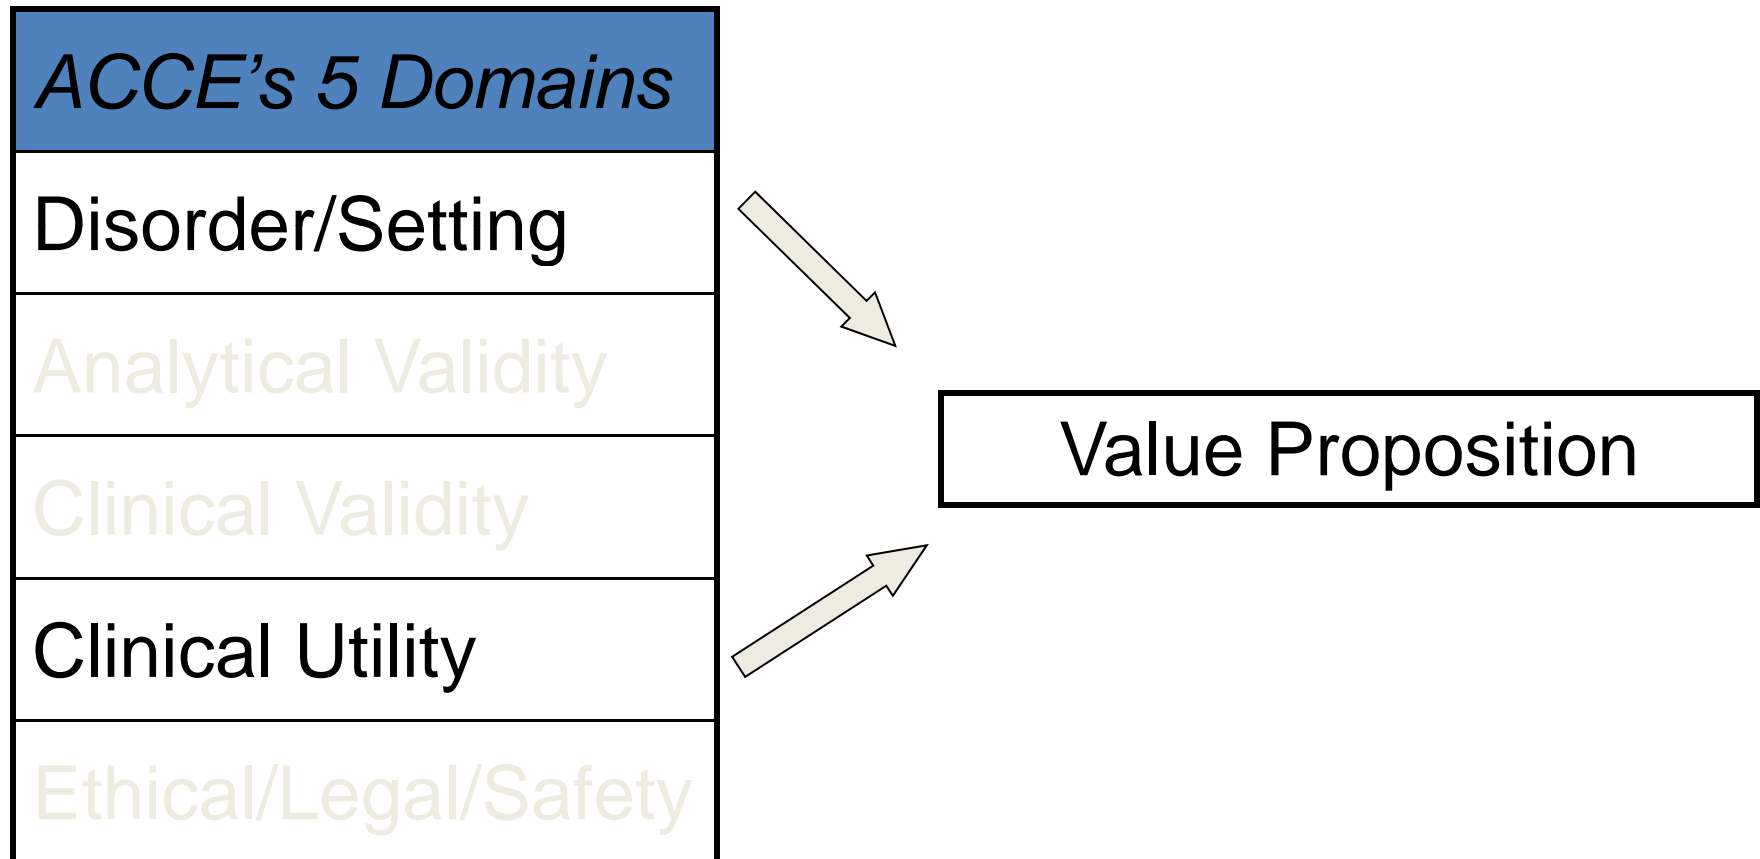 ACCE’s 5 Domains
Disorder/Setting
Analytical Validity
Clinical Validity
Clinical Utility
Ethical/Legal/Safety
Value Proposition